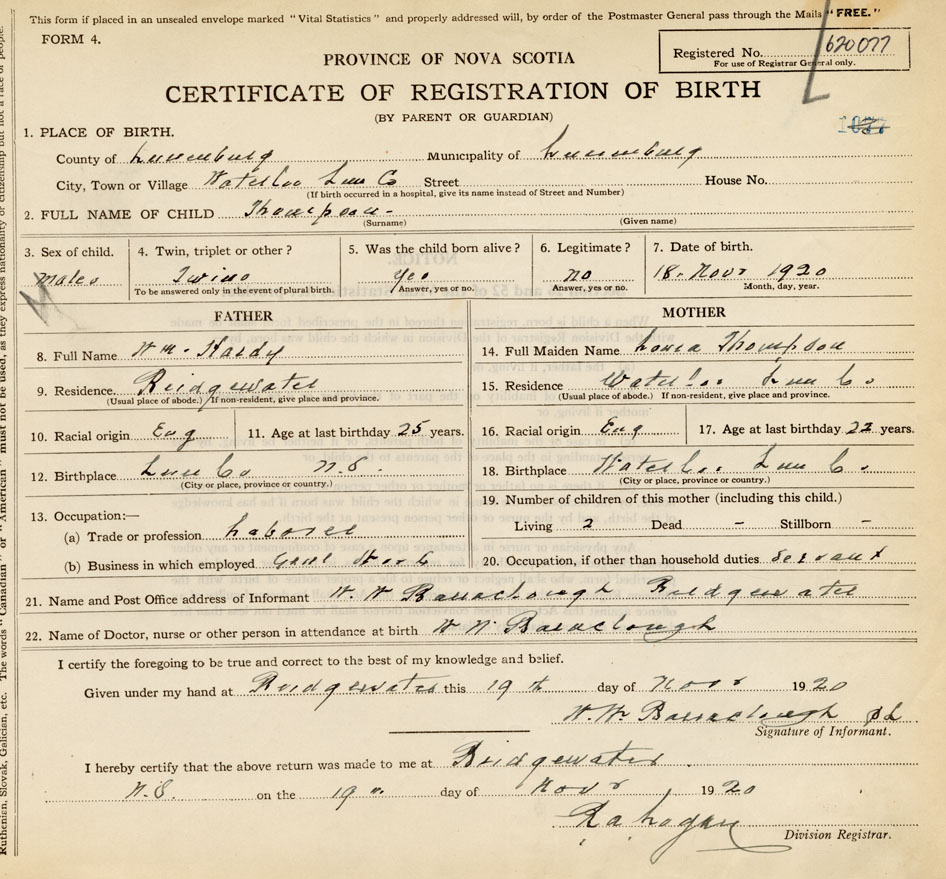 This form if placed in an unsealed envelope marked "Vital Statistics" and properly addressed will, by order of the Postmaster General pass through the Mails "FREE."
FORM 4.
Registered No. 620077
For use of Registrar General only.
PROVINCE OF NOVA SCOTIA
CERTIFICATE OF REGISTRATION OF BIRTH
(BY PARENT OR GUARDIAN)
1. PLACE OF BIRTH.
County of Lunenburg Municipality of Lunenburg
City, Town or Village Waterloo Lun Co Street House No.
(If birth occurred in a hospital, give its name instead of Street and Number)
2. FULL NAME OF CHILD Thompson -
(Surname) (Given name)
3. Sex of child. 4. Twin, triplet or other? 5. Was the child born alive? 6. Legitimate? 7. Date of birth.
Males Twins Yes No 18. Novr 1920
To be answered only in the event of plural birth. Answer, yes or no. Answer, yes or no. Month, day, year.
FATHER
8. Full Name Wm. Hardy
9. Residence Bridgewater
(Usual place of abode.) If non-resident, give place and province.
10. Racial origin Eng 11. Age at last birthday 25 years.
12. Birthplace Lun Co N.S.
(City or place, province or country.)
13. Occupation:—
(a) Trade or profession Laborer
(b) Business in which employed Genl Work
MOTHER
14. Full Maiden Name Thompson
15. Residence Waterloo Lun Co.
(Usual place of abode.) If non-resident, give place and province.
16. Racial origin Eng 17. Age at last birthday 22 years.
18. Birthplace Waterloo Lun Co.
(City or place, province or country.)
19. Number of children of this mother (including this child.)
Living 2 Dead - Stillborn -
20. Occupation, if other than household duties Servant
21. Name and Post Office address of Informant W. W. Barraclough Bridgewater
22. Name of Doctor, nurse or other person in attendance at birth W W Barraclough
I certify the foregoing to be true and correct to the best of my knowledge and belief.
Given under my hand at Bridgewater this 19th day of Novr 1920
W. W. Barraclough
Signature of Informant.
I hereby certify that the above return was made to me at Bridgewater
N.S. on the 19th day of Novr 1920
Division Registrar.